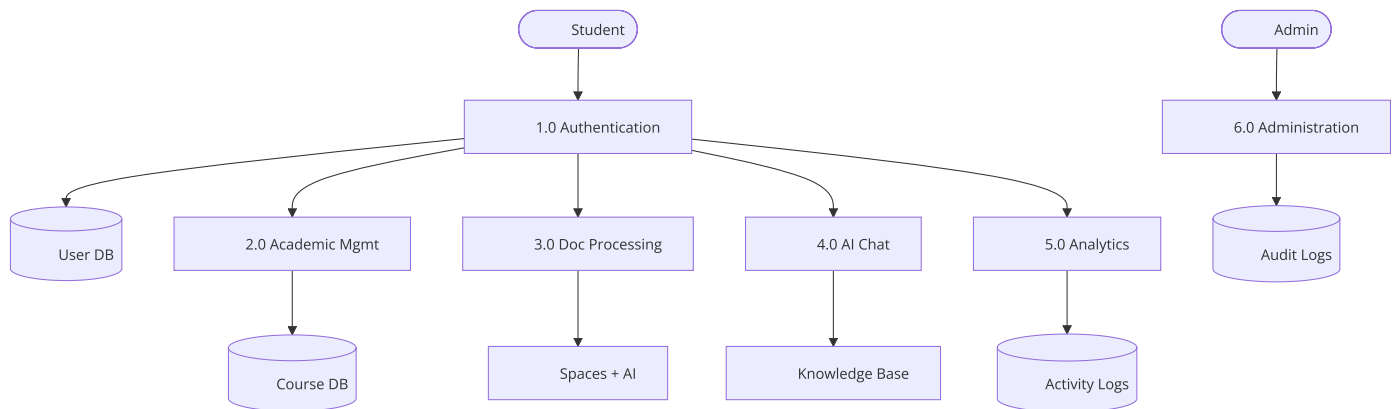 Student
Admin
1.0 Authentication
6.0 Administration
User DB
2.0 Academic Mgmt
3.0 Doc Processing
4.0 AI Chat
5.0 Analytics
Audit Logs
Course DB
Spaces + AI
Knowledge Base
Activity Logs